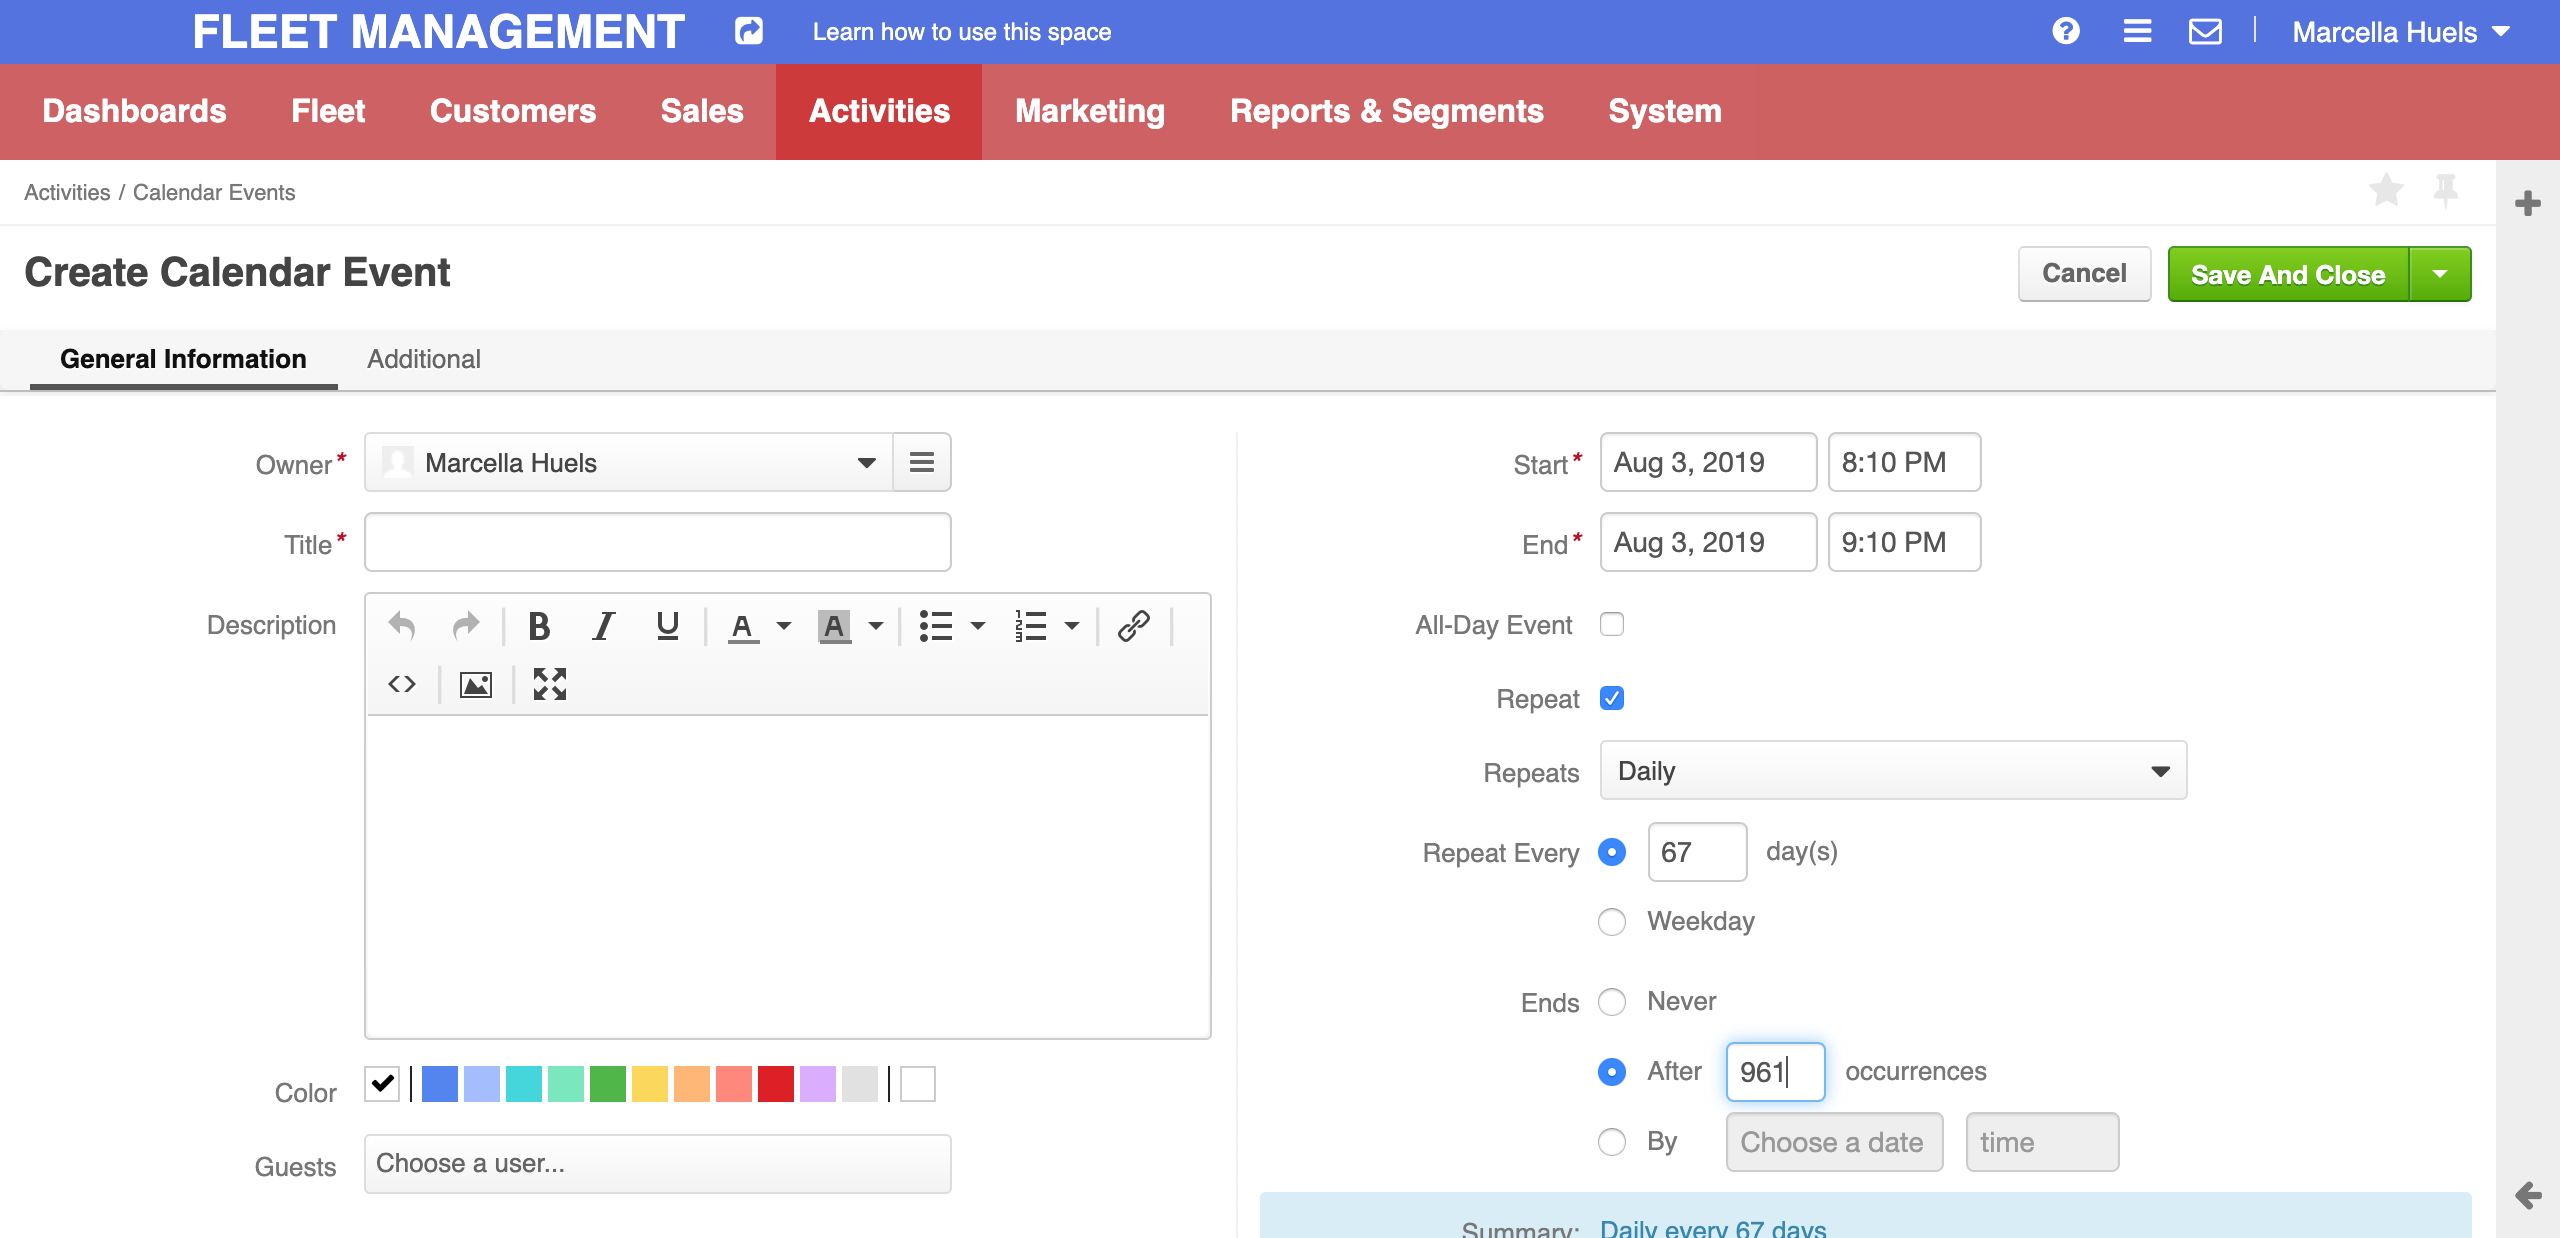 FLEET MANAGEMENT Learn how to use this space Marcella Huels
Dashboards Fleet Customers Sales Activities Marketing Reports & Segments System
Activities / Calendar Events
Create Calendar Event Cancel Save And Close
General Information Additional
Owner* Marcella Huels
Title*
Description
B I U A A
Color
Guests Choose a user...
Start* Aug 3, 2019 8:10 PM
End* Aug 3, 2019 9:10 PM
All-Day Event
Repeat
Repeats Daily
Repeat Every 67 day(s)
Weekday
Ends Never
After 961 occurrences
By Choose a date time
Summary: Daily every 67 days